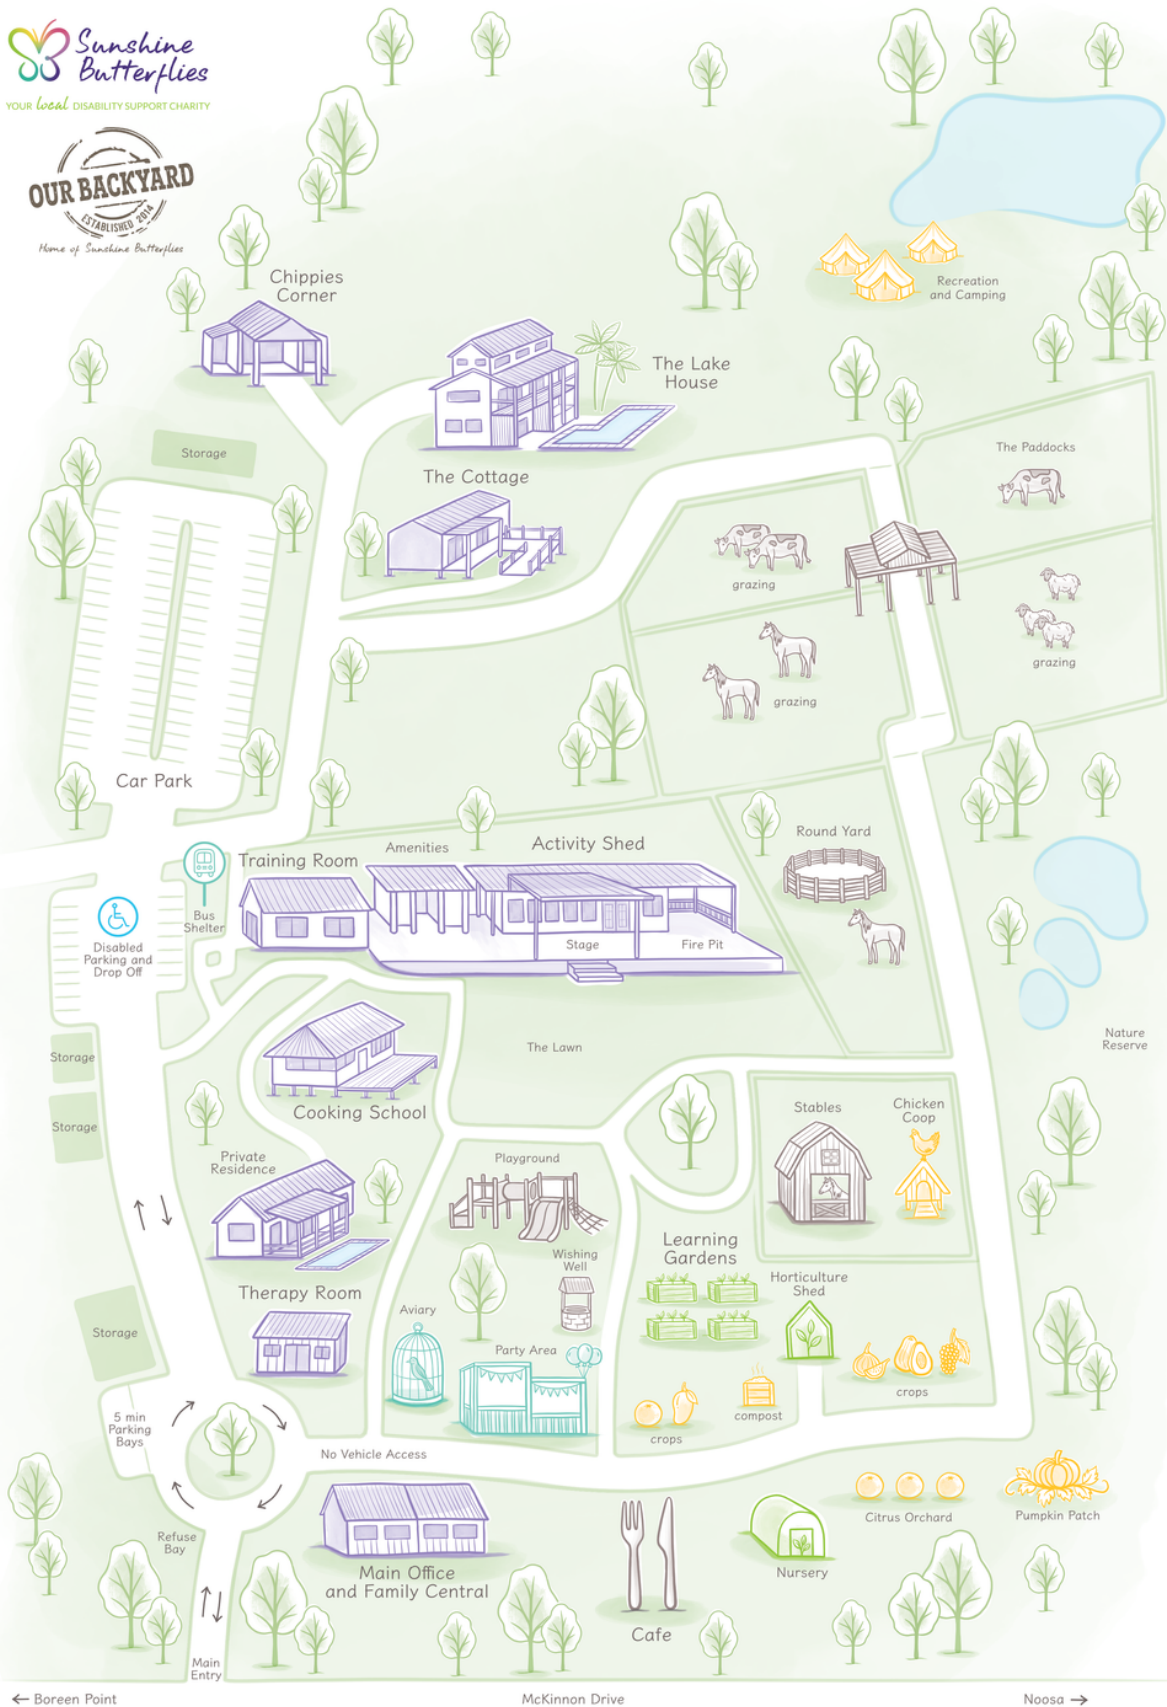 Sunshine
Butterflies
YOUR local DISABILITY SUPPORT CHARITY
OUR BACKYARD
ESTABLISHED 2014
Home of Sunshine Butterflies
Chippies
Corner
Recreation
and Camping
The Lake
House
Storage
The Cottage
The Paddocks
grazing
grazing
grazing
Car Park
Round Yard
Activity Shed
Amenities
Training Room
Bus
Shelter
Disabled
Parking and
Drop Off
Stage
Fire Pit
Nature
Reserve
The Lawn
Storage
Cooking School
Stables
Chicken
Coop
Storage
Private
Residence
Playground
Learning
Gardens
Wishing
Well
Horticulture
Shed
Therapy Room
Aviary
Storage
Party Area
crops
compost
crops
5 min
Parking
Bays
No Vehicle Access
Citrus Orchard
Pumpkin Patch
Refuse
Bay
Main Office
and Family Central
Nursery
Cafe
Main
Entry
← Boreen Point
McKinnon Drive
Noosa →